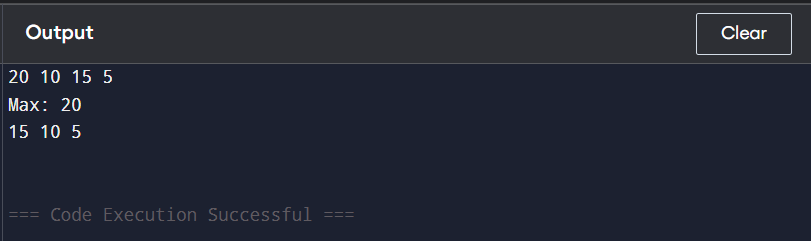 Output
Clear
20 10 15 5
Max: 20
15 10 5
=== Code Execution Successful ===